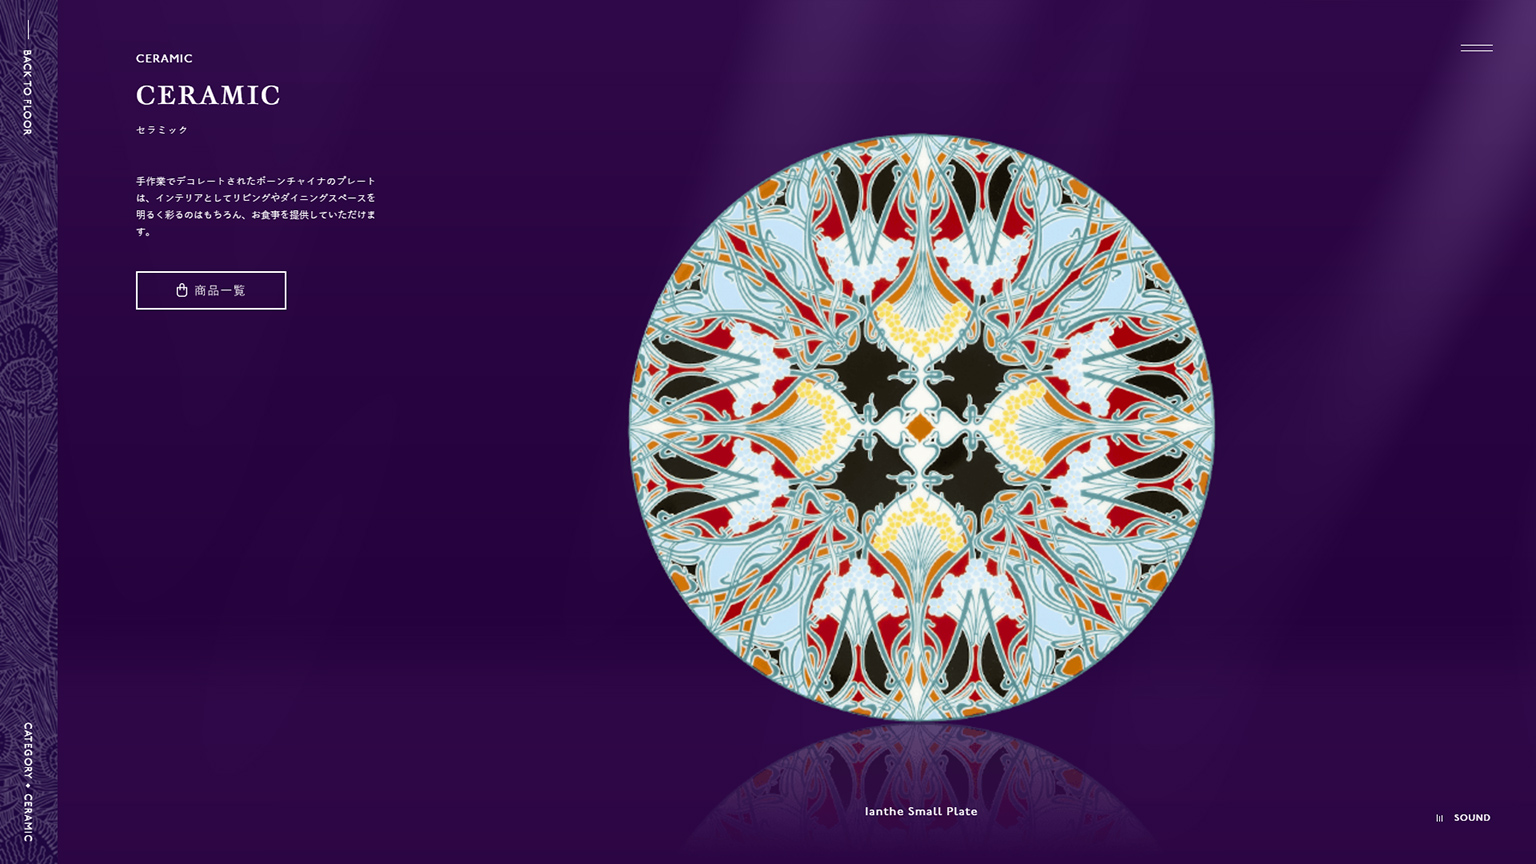 BACK TO FLOOR
CERAMIC
CERAMIC
セラミック
手作業でデコレートされたボーンチャイナのプレート
は、インテリアとしてリビングやダイニングスペースを
明るく彩るのはもちろん、お食事を提供していただけま
す。
商品一覧
Ianthe Small Plate
CATEGORY ◆ CERAMIC
SOUND